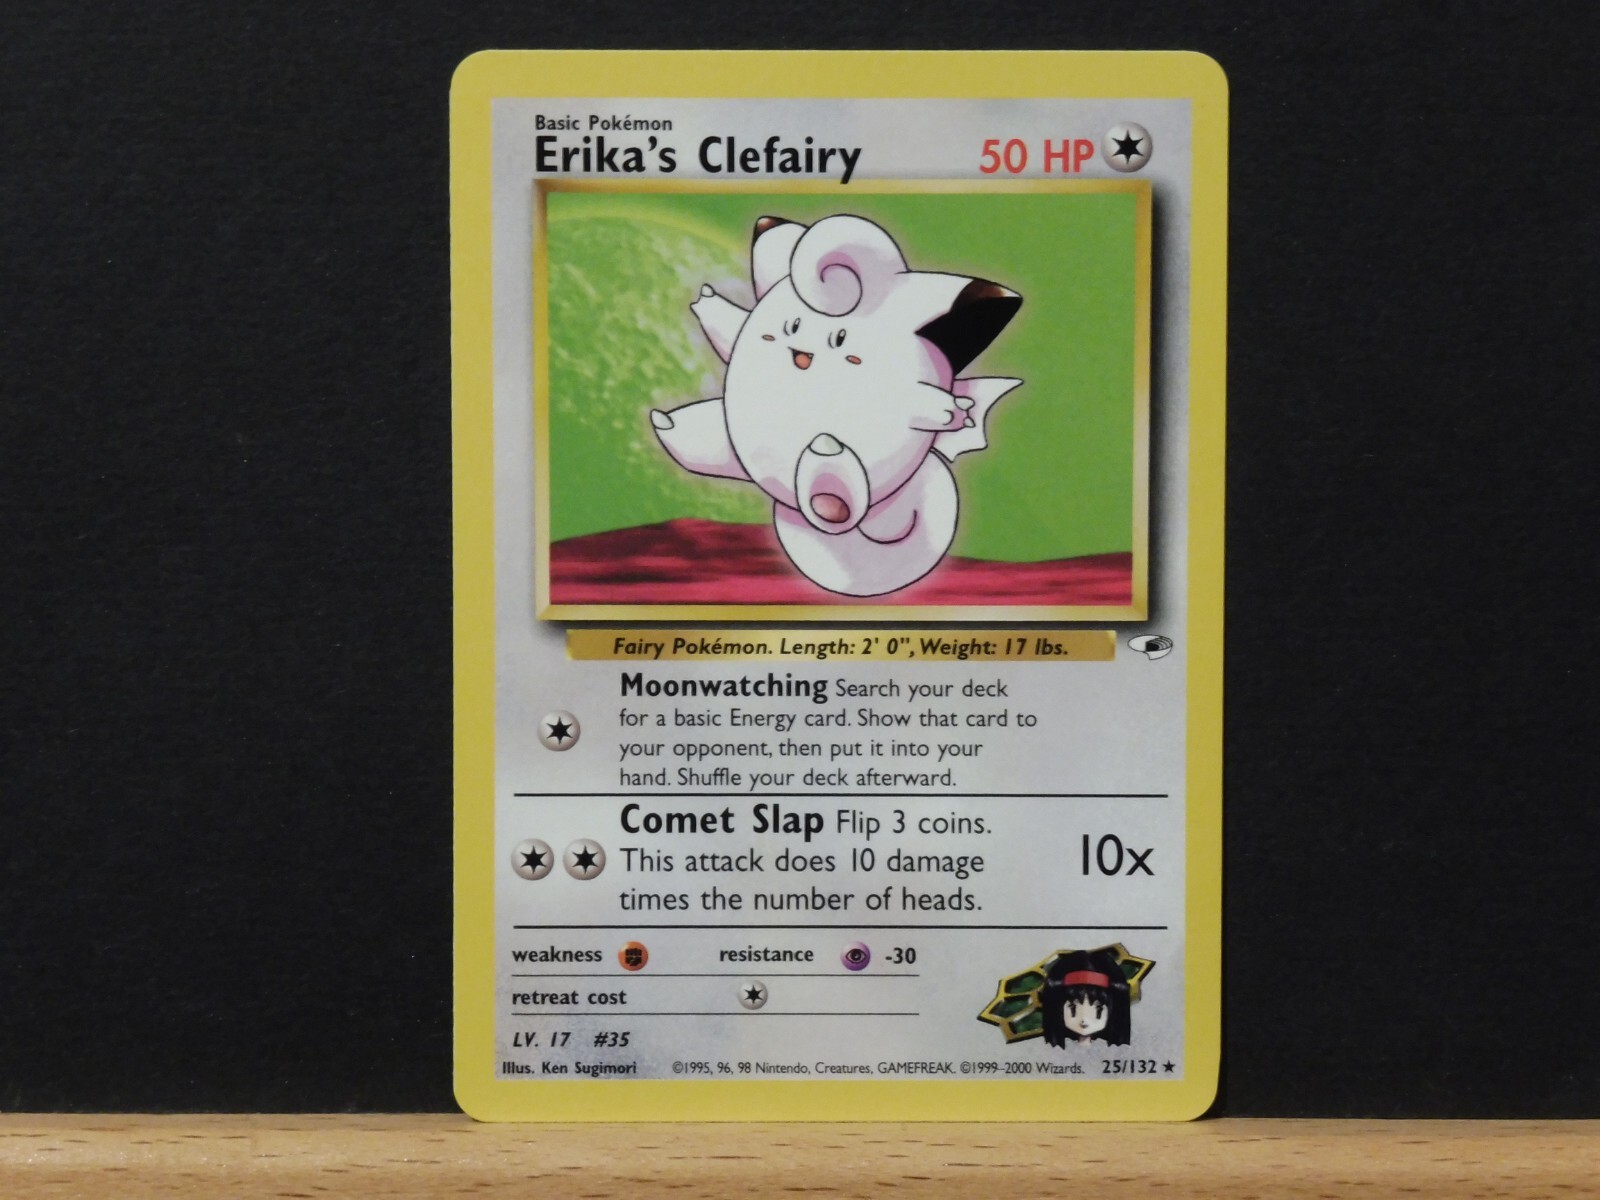 Basic Pokémon
Erika's Clefairy 50 HP
Fairy Pokémon. Length: 2' 0", Weight: 17 lbs.
Moonwatching Search your deck
for a basic Energy card. Show that card to
your opponent, then put it into your
hand. Shuffle your deck afterward.
Comet Slap Flip 3 coins.
This attack does 10 damage
times the number of heads.
10x
weakness resistance -30
retreat cost
LV. 17 #35
Illus. Ken Sugimori ©1995, 96, 98 Nintendo, Creatures, GAMEFREAK. ©1999–2000 Wizards. 25/132 ★